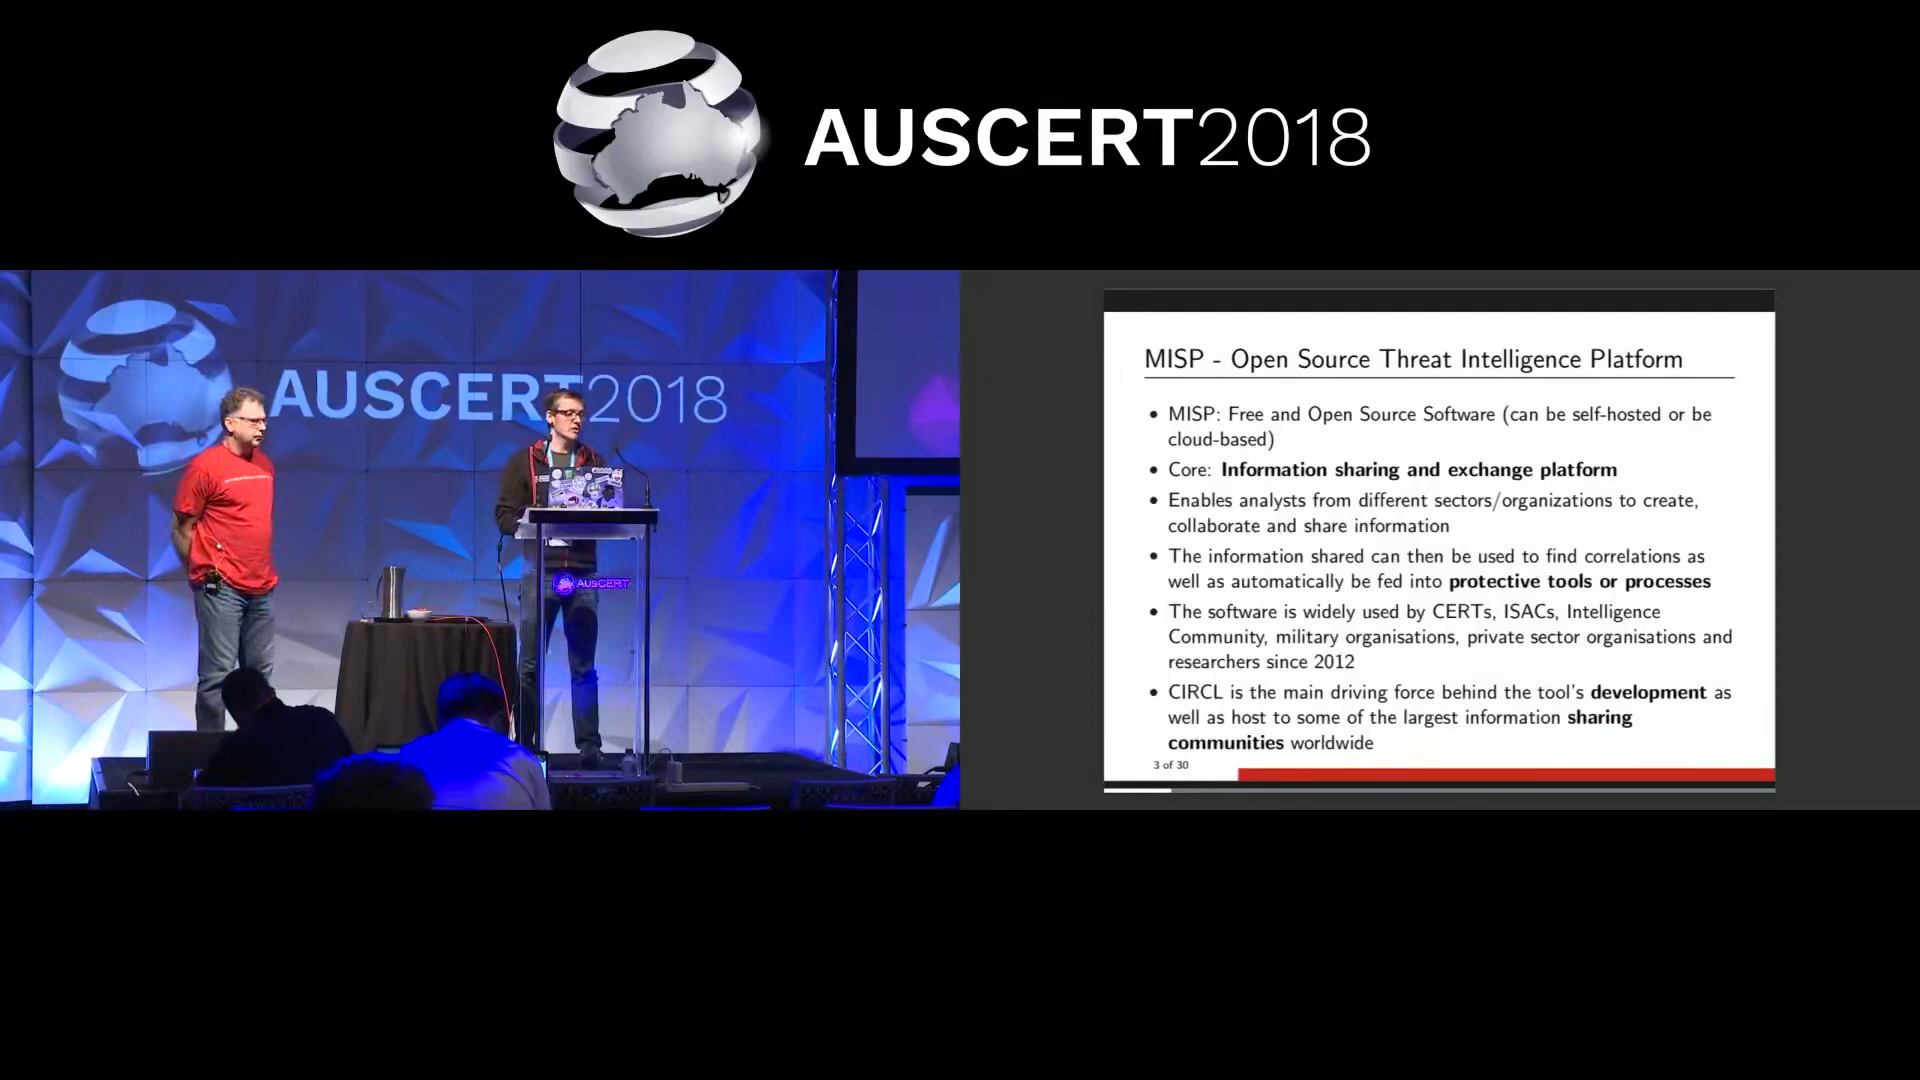 AUSCERT2018
AUSCERT2018
AUSCERT
MISP - Open Source Threat Intelligence Platform
• MISP: Free and Open Source Software (can be self-hosted or be
cloud-based)
• Core: Information sharing and exchange platform
• Enables analysts from different sectors/organizations to create,
collaborate and share information
• The information shared can then be used to find correlations as
well as automatically be fed into protective tools or processes
• The software is widely used by CERTs, ISACs, Intelligence
Community, military organisations, private sector organisations and
researchers since 2012
• CIRCL is the main driving force behind the tool's development as
well as host to some of the largest information sharing
communities worldwide
3 of 30